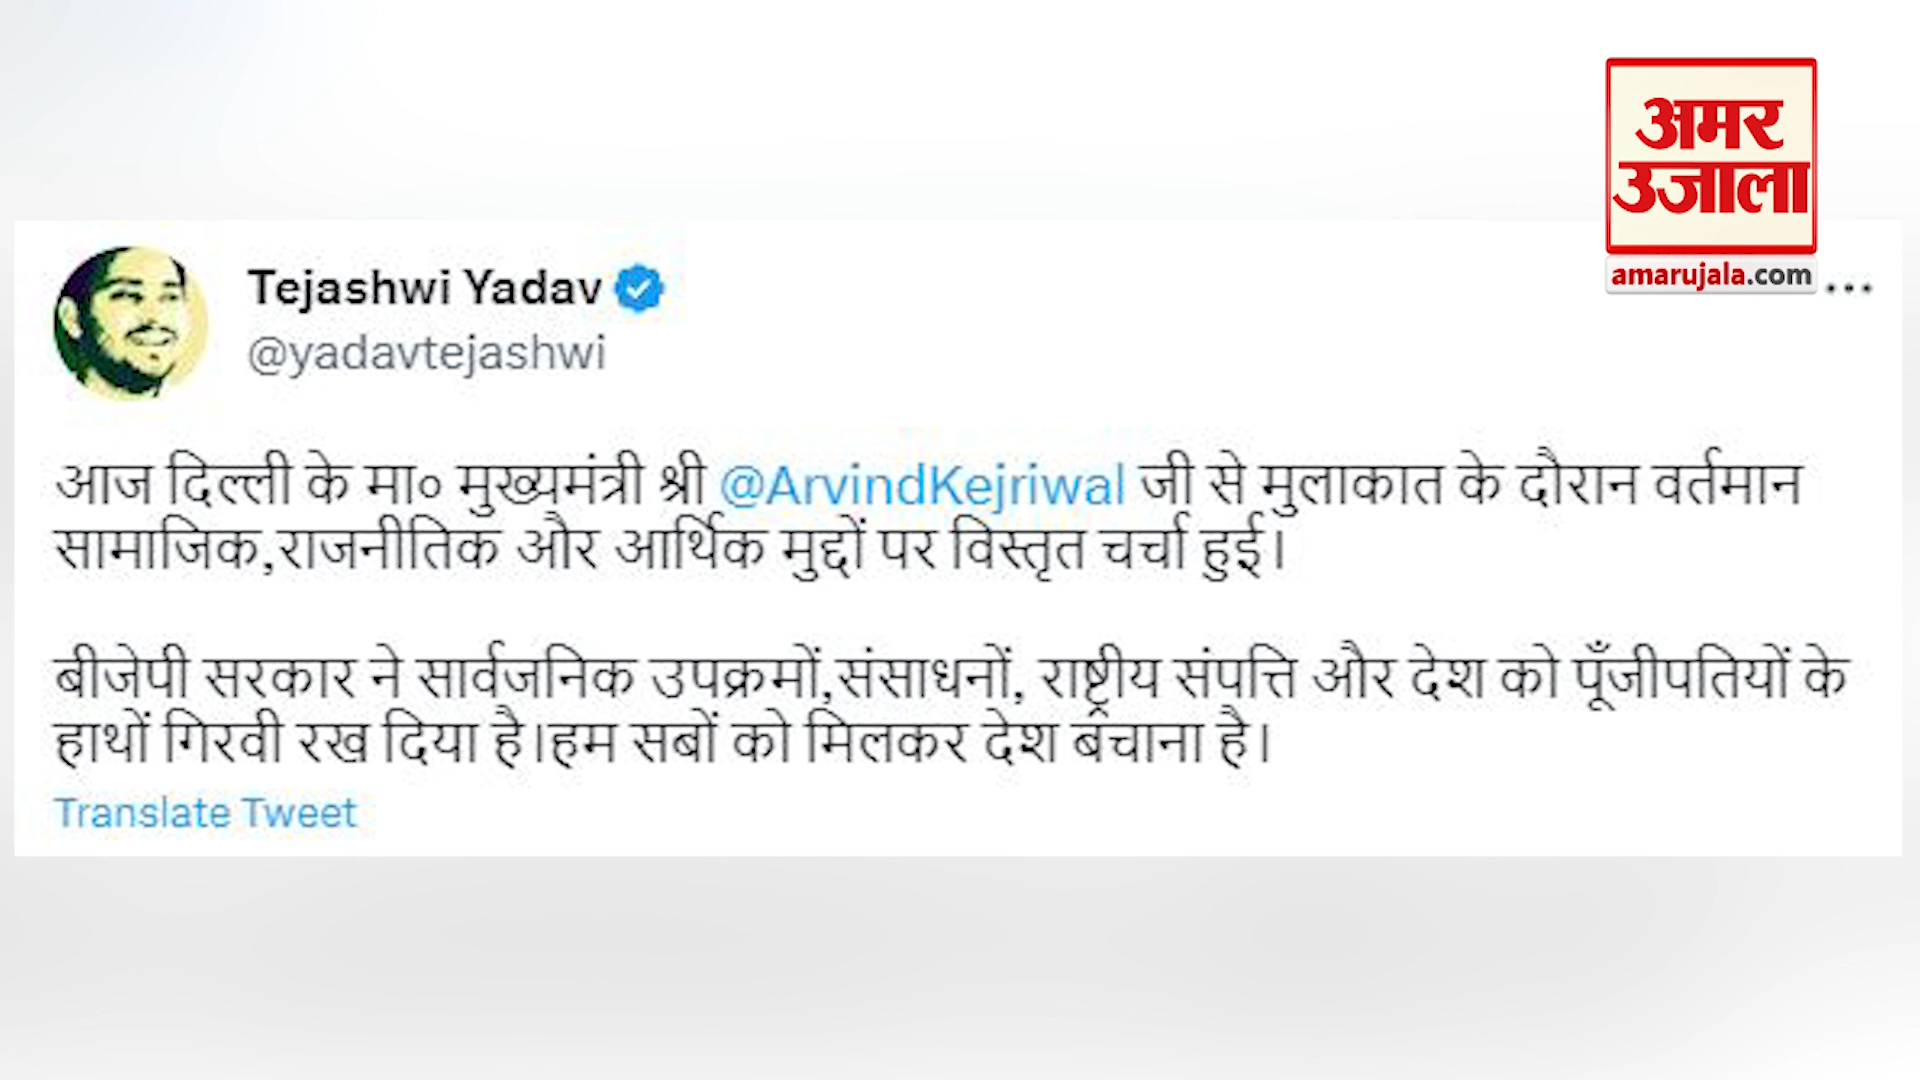 अमर
उजाला
amarujala.com
Tejashwi Yadav
@yadavtejashwi
आज दिल्ली के मा० मुख्यमंत्री श्री @ArvindKejriwal जी से मुलाकात के दौरान वर्तमान
सामाजिक,राजनीतिक और आर्थिक मुद्दों पर विस्तृत चर्चा हुई।
बीजेपी सरकार ने सार्वजनिक उपक्रमों,संसाधनों, राष्ट्रीय संपत्ति और देश को पूँजीपतियों के
हाथों गिरवी रख दिया है।हम सबों को मिलकर देश बचाना है।
Translate Tweet